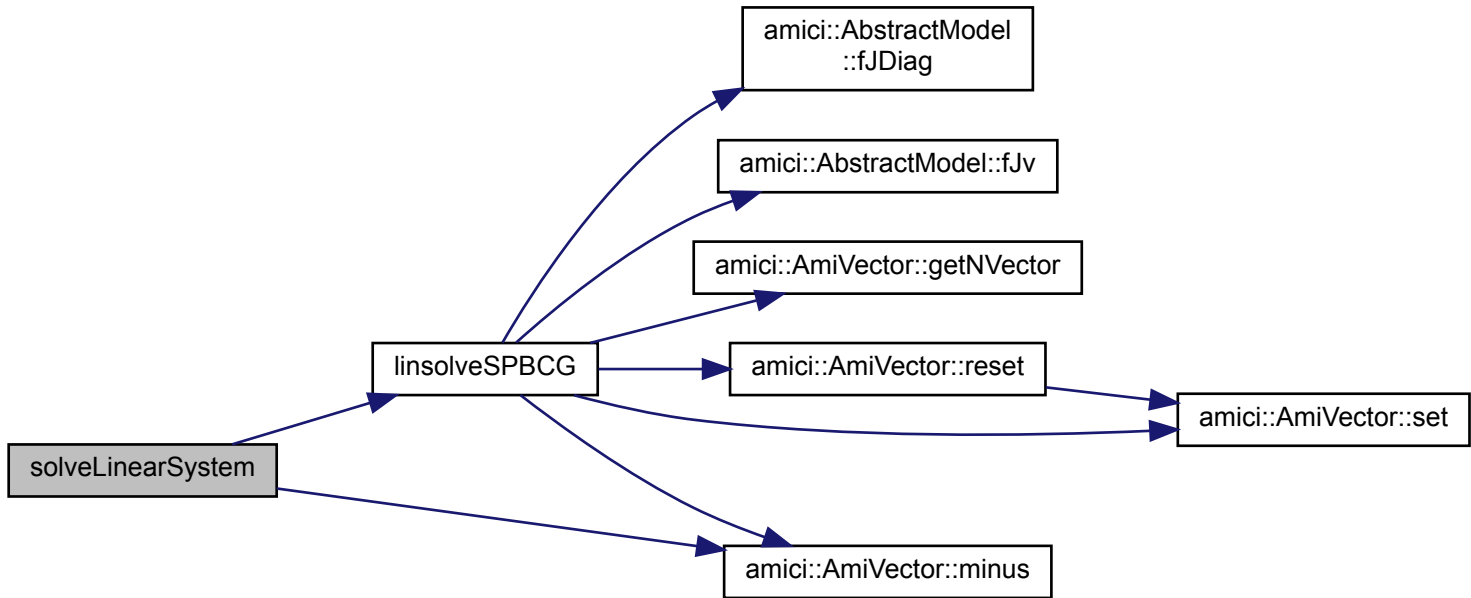 amici::AbstractModel
::fJDiag
amici::AbstractModel::fJv
amici::AmiVector::getNVector
linsolveSPBCG
amici::AmiVector::reset
amici::AmiVector::set
solveLinearSystem
amici::AmiVector::minus